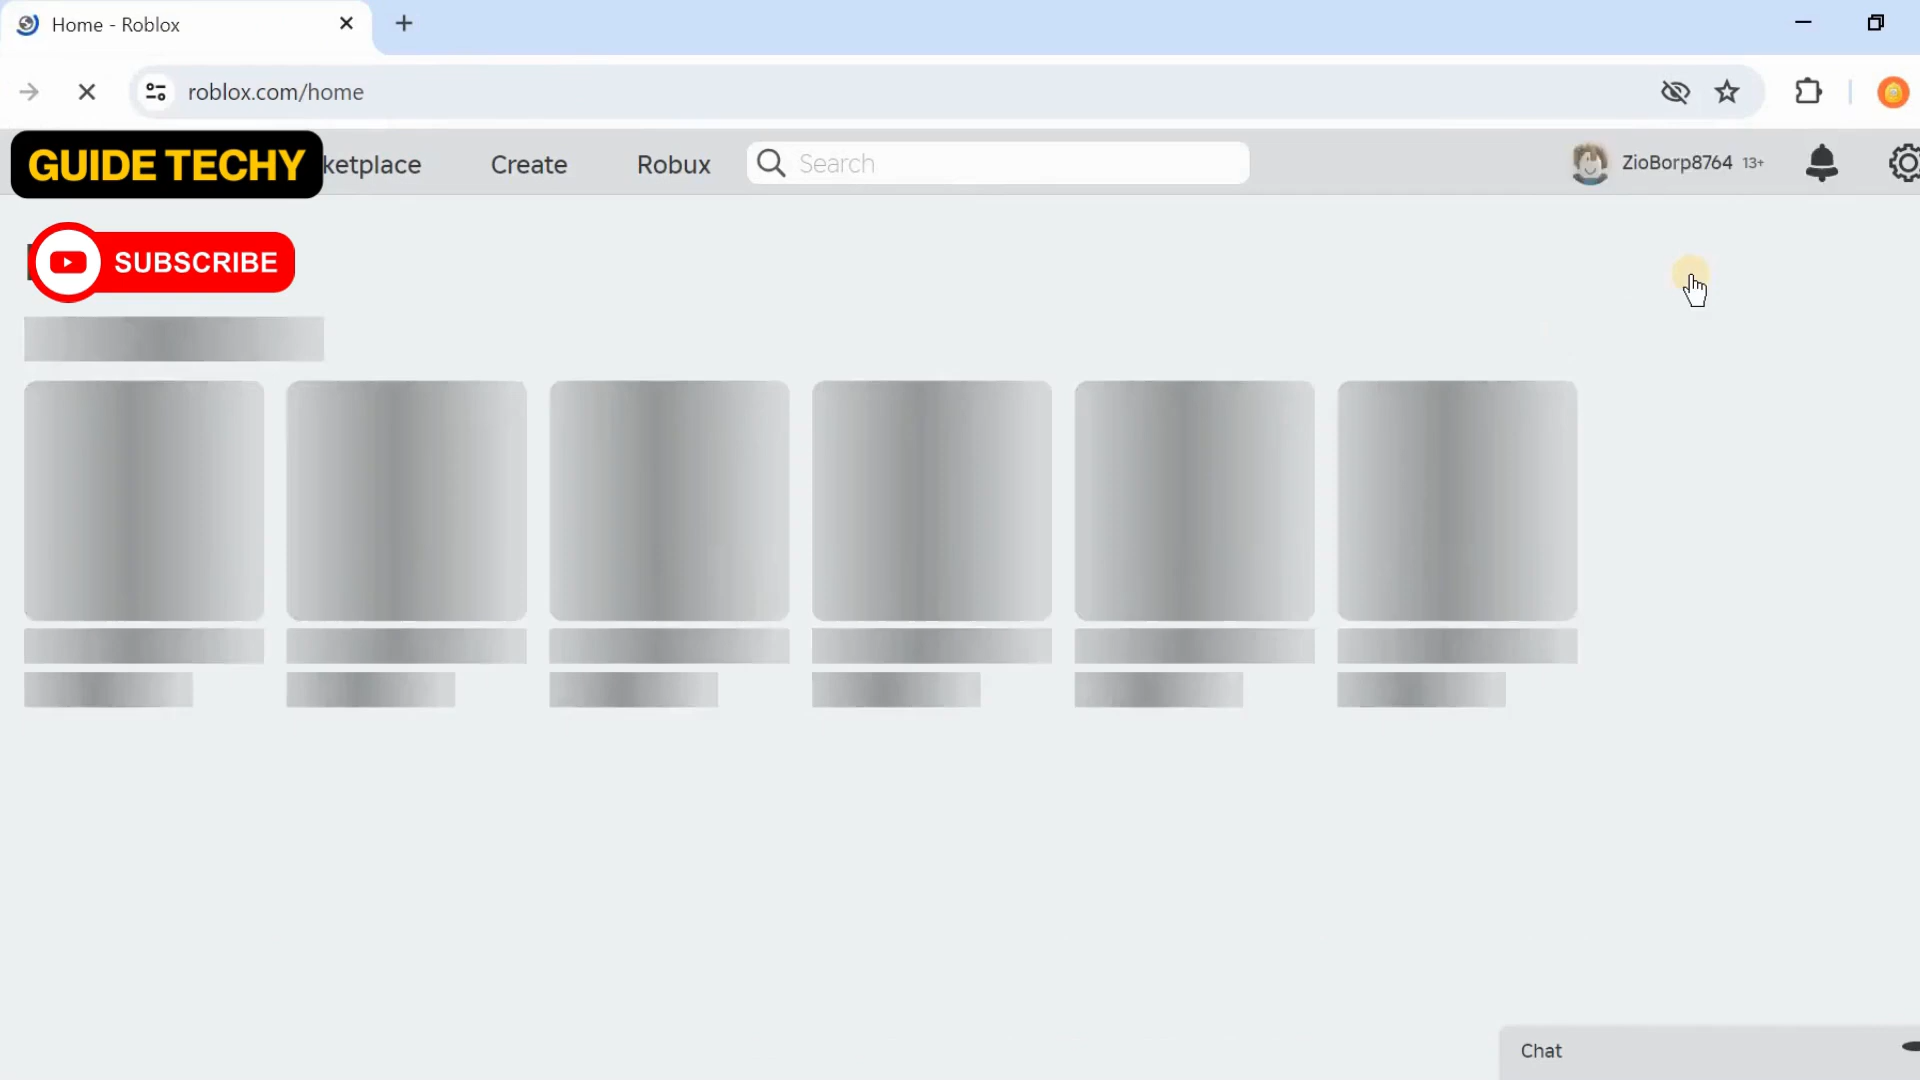 Home - Roblox
roblox.com/home
GUIDE TECHY
ketplace
Create
Robux
Search
ZioBorp8764 13+
SUBSCRIBE
Chat